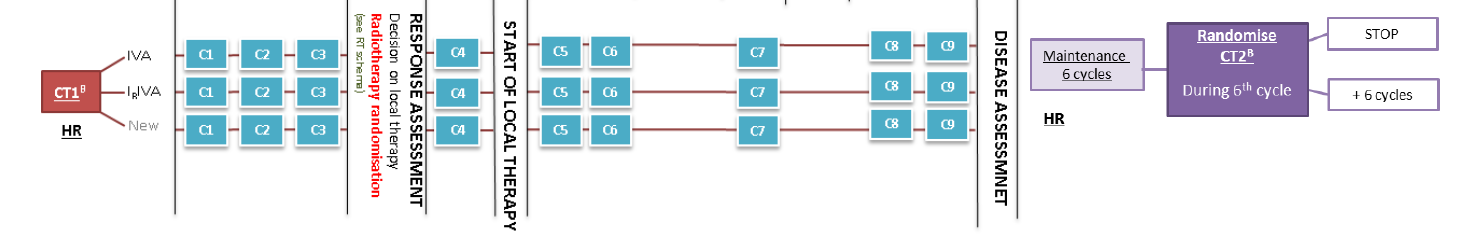 CT1B
HR
IVA
IRIVA
New
C1 C2 C3
C1 C2 C3
C1 C2 C3
RESPONSE ASSESSMENT
Decision on local therapy
Radiotherapy randomisation
(see RT schema)
C4
C4
C4
START OF LOCAL THERAPY
C5 C6 C7 C8 C9
C5 C6 C7 C8 C9
C5 C6 C7 C8 C9
DISEASE ASSESSMNET
Maintenance
6 cycles
HR
Randomise
CT2B
During 6th cycle
STOP
+ 6 cycles